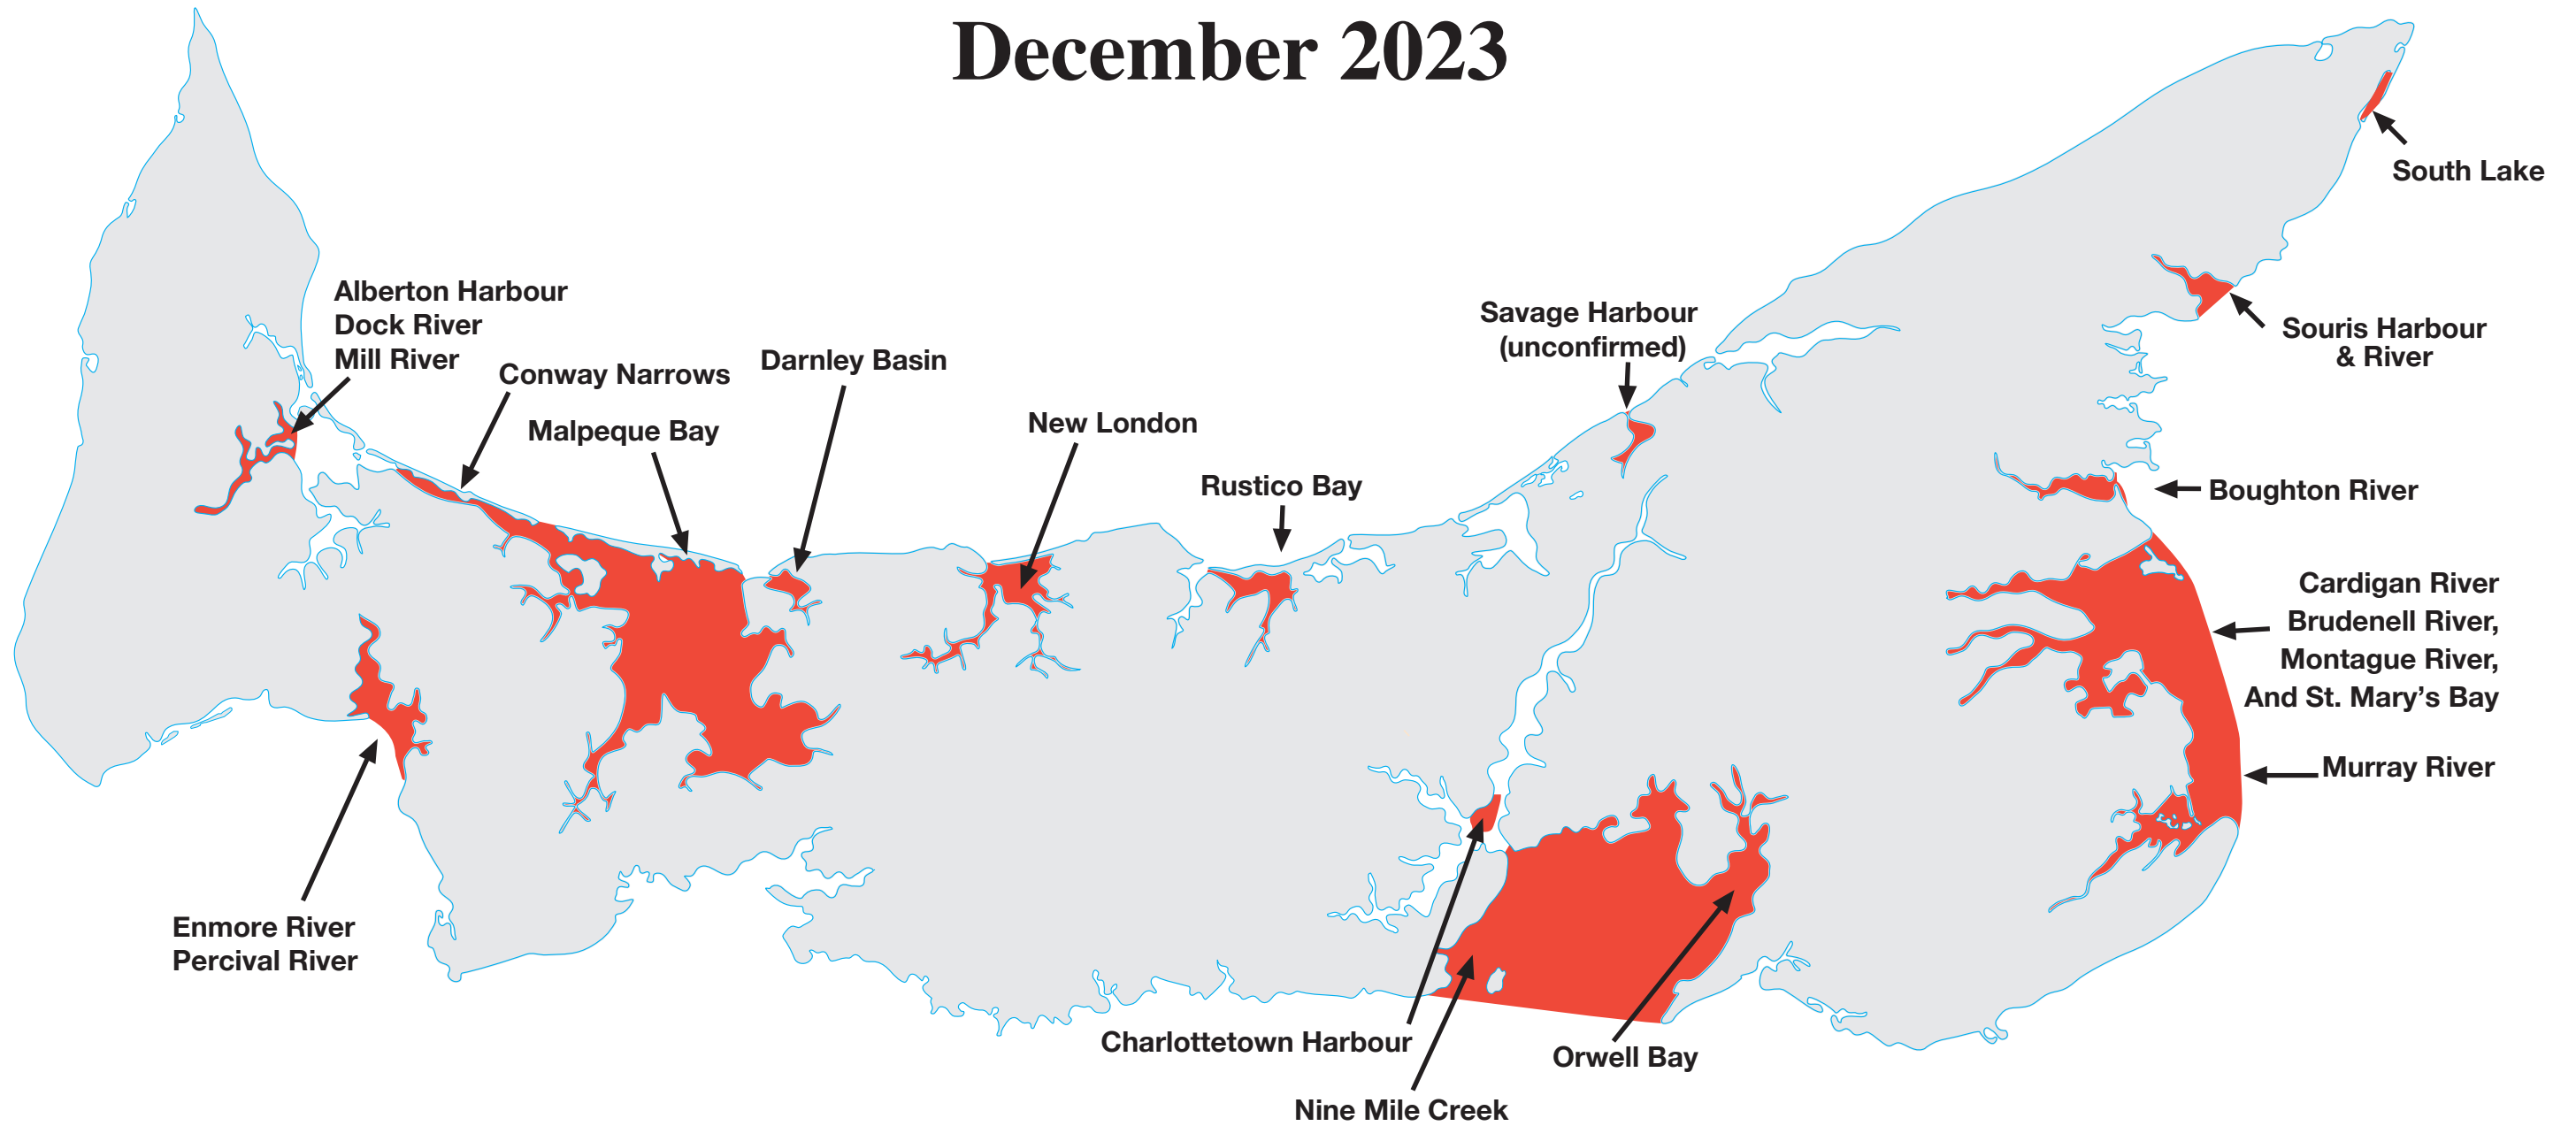 December 2023
South Lake
Alberton Harbour
Dock River
Mill River
Conway Narrows
Malpeque Bay
Darnley Basin
New London
Rustico Bay
Savage Harbour
(unconfirmed)
Souris Harbour
& River
Boughton River
Cardigan River
Brudenell River,
Montague River,
And St. Mary’s Bay
Murray River
Enmore River
Percival River
Charlottetown Harbour
Orwell Bay
Nine Mile Creek